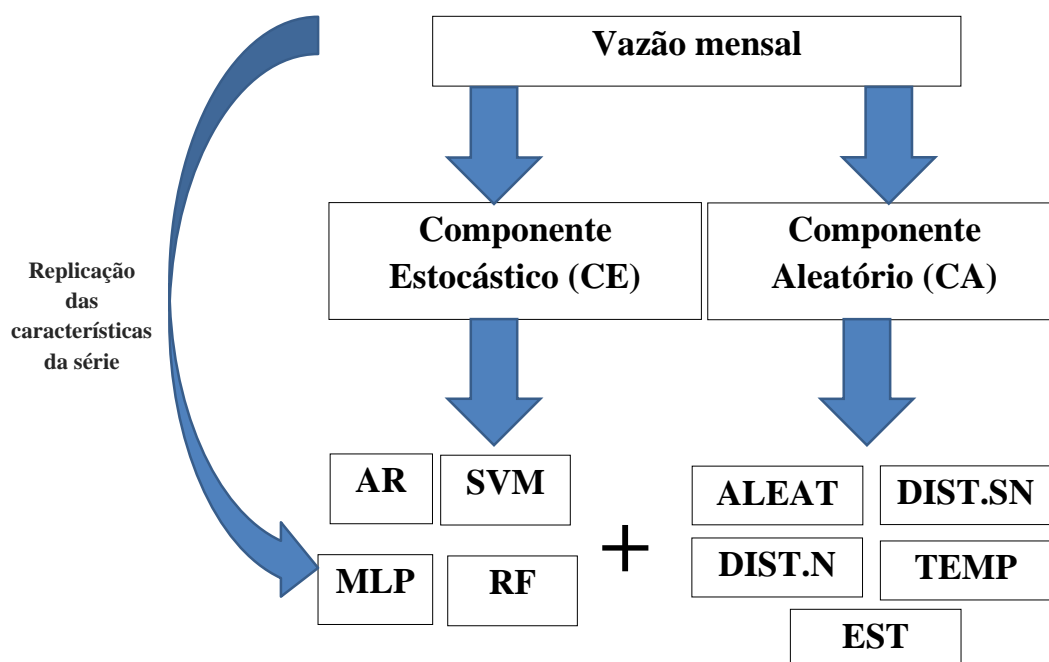 Vazão mensal
Componente
Estocástico (CE)
Componente
Aleatório (CA)
Replicação
das
características
da série
AR
SVM
MLP
RF
+
ALEAT
DIST.SN
DIST.N
TEMP
EST